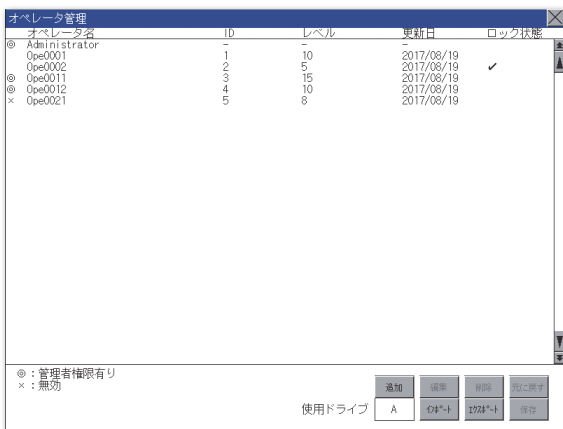 オペレータ管理
オペレータ名 ID レベル 更新日 ロック状態
◎ Administrator - - -
Ope0001 1 10 2017/08/19
Ope0002 2 5 2017/08/19 ✓
◎ Ope0011 3 15 2017/08/19
◎ Ope0012 4 10 2017/08/19
× Ope0021 5 8 2017/08/19
◎：管理者権限有り
×：無効
追加 編集 削除 元に戻す
使用ドライブ A ｲﾝﾎﾟｰﾄ ｴｸｽﾎﾟｰﾄ 保存